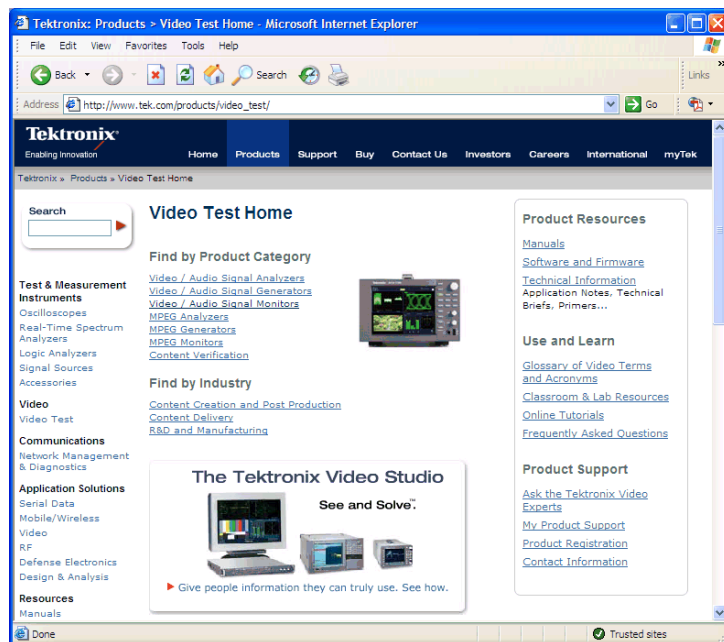 Tektronix: Products > Video Test Home - Microsoft Internet Explorer
File Edit View Favorites Tools Help
Back Search Links »
Address http://www.tek.com/products/video_test/ Go
Tektronix®
Enabling Innovation
Home Products Support Buy Contact Us Investors Careers International myTek
Tektronix » Products » Video Test Home
Search
Test & Measurement
Instruments
Oscilloscopes
Real-Time Spectrum
Analyzers
Logic Analyzers
Signal Sources
Accessories
Video
Video Test
Communications
Network Management
& Diagnostics
Application Solutions
Serial Data
Mobile/Wireless
Video
RF
Defense Electronics
Design & Analysis
Resources
Manuals
Video Test Home
Find by Product Category
Video / Audio Signal Analyzers
Video / Audio Signal Generators
Video / Audio Signal Monitors
MPEG Analyzers
MPEG Generators
MPEG Monitors
Content Verification
Find by Industry
Content Creation and Post Production
Content Delivery
R&D and Manufacturing
The Tektronix Video Studio
See and Solve™.
Give people information they can truly use. See how.
Product Resources
Manuals
Software and Firmware
Technical Information
Application Notes, Technical
Briefs, Primers...
Use and Learn
Glossary of Video Terms
and Acronyms
Classroom & Lab Resources
Online Tutorials
Frequently Asked Questions
Product Support
Ask the Tektronix Video
Experts
My Product Support
Product Registration
Contact Information
Done Trusted sites